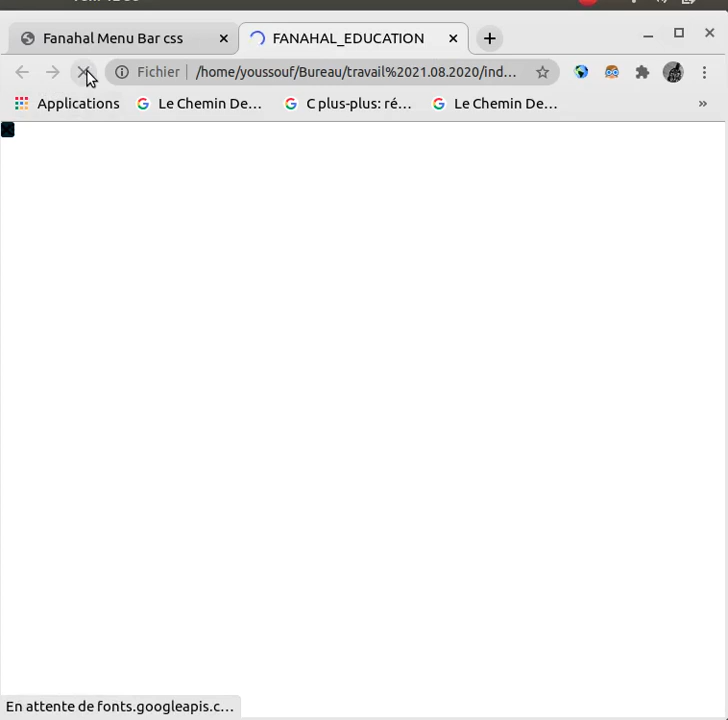 Fanahal Menu Bar css
FANAHAL_EDUCATION
Fichier /home/youssouf/Bureau/travail%2021.08.2020/ind...
Applications Le Chemin De... C plus-plus: ré... Le Chemin De... »
En attente de fonts.googleapis.c...